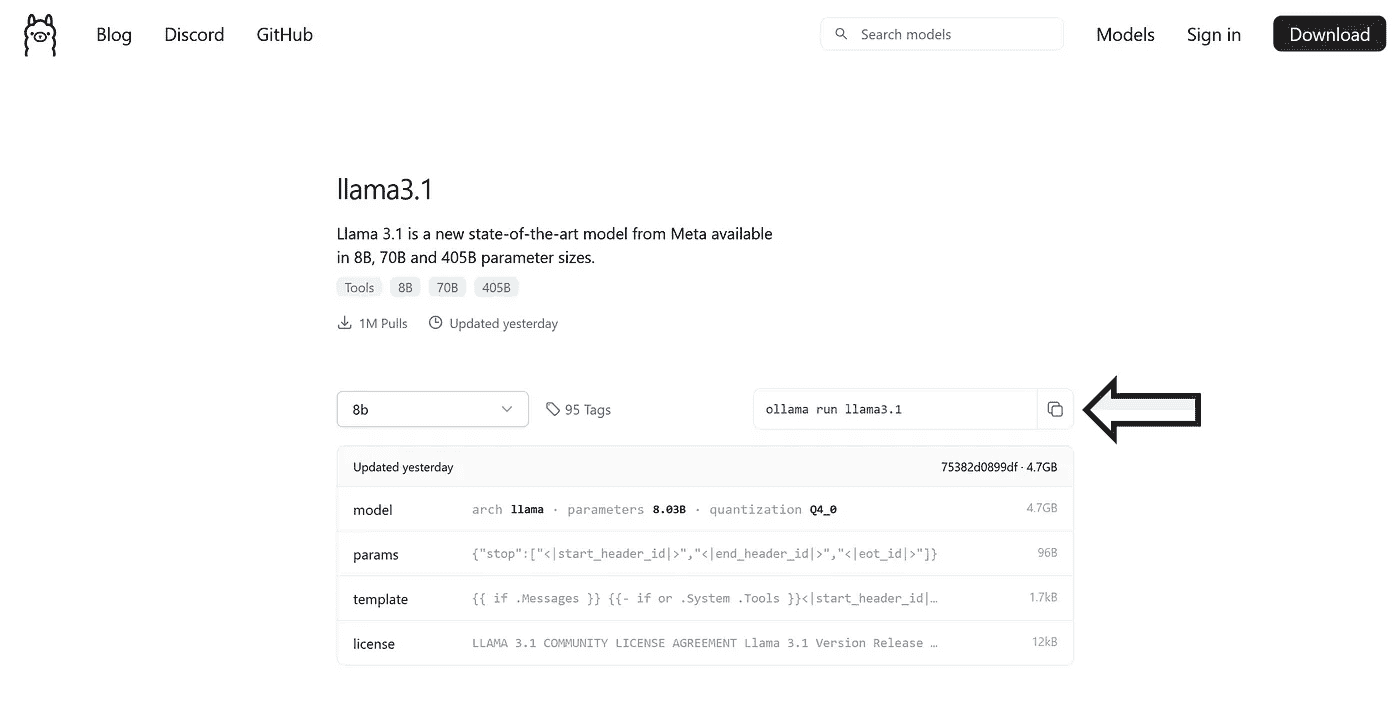 Blog Discord GitHub Search models Models Sign in Download
llama3.1
Llama 3.1 is a new state-of-the-art model from Meta available
in 8B, 70B and 405B parameter sizes.
Tools 8B 70B 405B
1M Pulls Updated yesterday
8b 95 Tags ollama run llama3.1
Updated yesterday 75382d0899df · 4.7GB
model arch llama · parameters 8.03B · quantization Q4_0 4.7GB
params {"stop":["<|start_header_id|>","<|end_header_id|>","<|eot_id|>"]} 96B
template {{ if .Messages }} {{- if or .System .Tools }}<|start_header_id|… 1.7kB
license LLAMA 3.1 COMMUNITY LICENSE AGREEMENT Llama 3.1 Version Release … 12kB